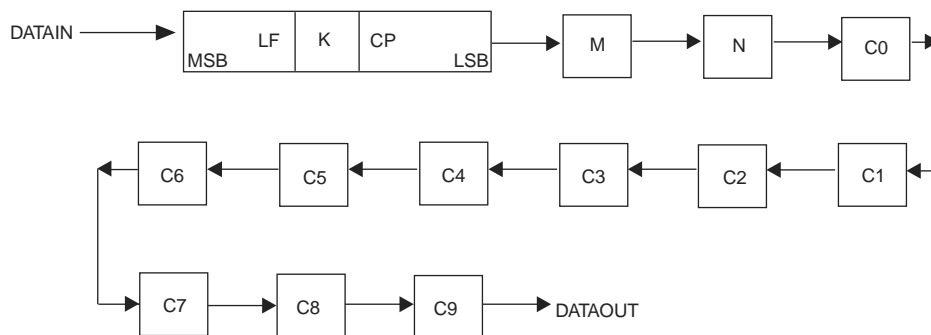 DATAIN LF K CP MSB LSB M N C0
C6 C5 C4 C3 C2 C1
C7 C8 C9 DATAOUT